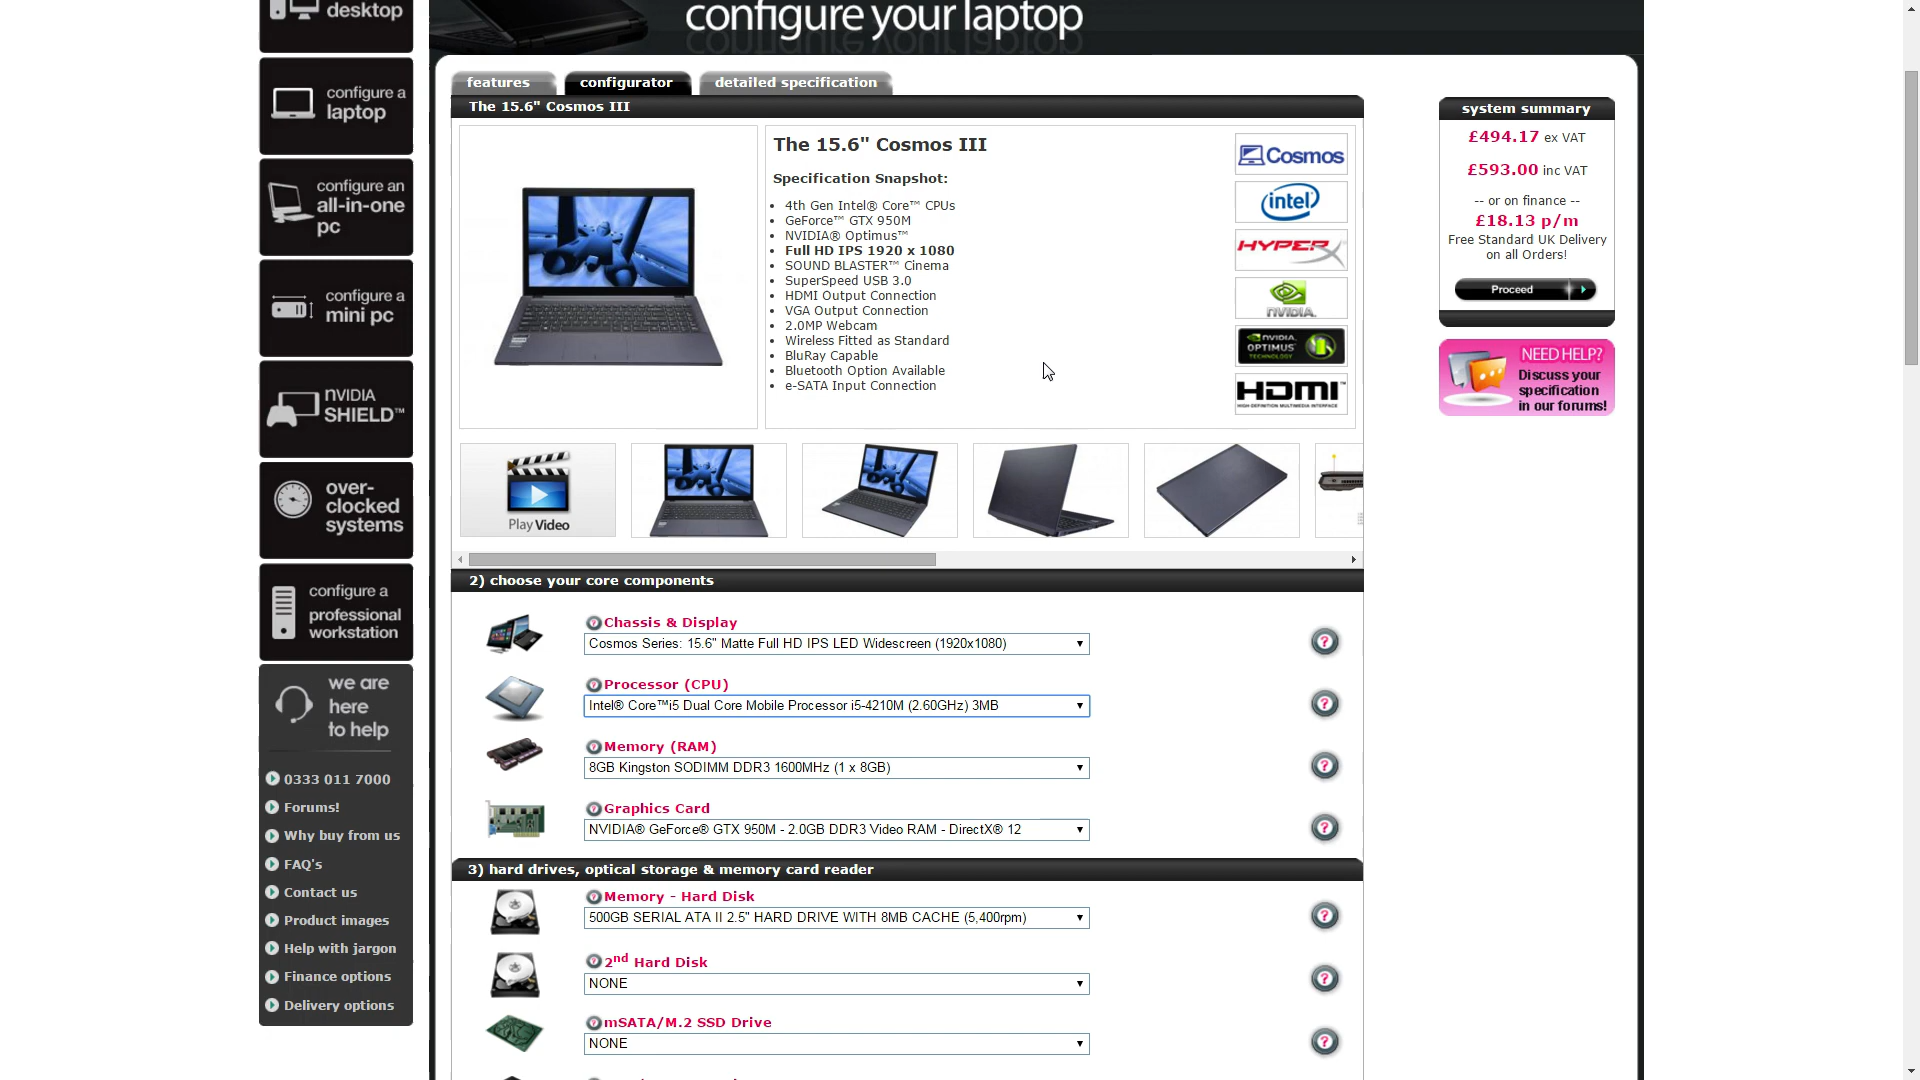 desktop
configure your laptop
configure a
laptop
configure an
all-in-one
pc
configure a
mini pc
NVIDIA
SHIELD™
over-
clocked
systems
configure a
professional
workstation
we are
here
to help
0333 011 7000
Forums!
Why buy from us
FAQ's
Contact us
Product images
Help with jargon
Finance options
Delivery options
features
configurator
detailed specification
The 15.6" Cosmos III
The 15.6" Cosmos III
Specification Snapshot:
4th Gen Intel® Core™ CPUs
GeForce™ GTX 950M
NVIDIA® Optimus™
Full HD IPS 1920 x 1080
SOUND BLASTER™ Cinema
SuperSpeed USB 3.0
HDMI Output Connection
VGA Output Connection
2.0MP Webcam
Wireless Fitted as Standard
BluRay Capable
Bluetooth Option Available
e-SATA Input Connection
Cosmos
intel
HYPERX
NVIDIA.
NVIDIA.
OPTIMUS
TECHNOLOGY
HDMI™
HIGH-DEFINITION MULTIMEDIA INTERFACE
Play Video
2) choose your core components
Chassis & Display
Cosmos Series: 15.6" Matte Full HD IPS LED Widescreen (1920x1080)
Processor (CPU)
Intel® Core™i5 Dual Core Mobile Processor i5-4210M (2.60GHz) 3MB
Memory (RAM)
8GB Kingston SODIMM DDR3 1600MHz (1 x 8GB)
Graphics Card
NVIDIA® GeForce® GTX 950M - 2.0GB DDR3 Video RAM - DirectX® 12
3) hard drives, optical storage & memory card reader
Memory - Hard Disk
500GB SERIAL ATA II 2.5" HARD DRIVE WITH 8MB CACHE (5,400rpm)
2nd Hard Disk
NONE
mSATA/M.2 SSD Drive
NONE
system summary
£494.17 ex VAT
£593.00 inc VAT
-- or on finance --
£18.13 p/m
Free Standard UK Delivery
on all Orders!
Proceed
NEED HELP?
Discuss your
specification
in our forums!